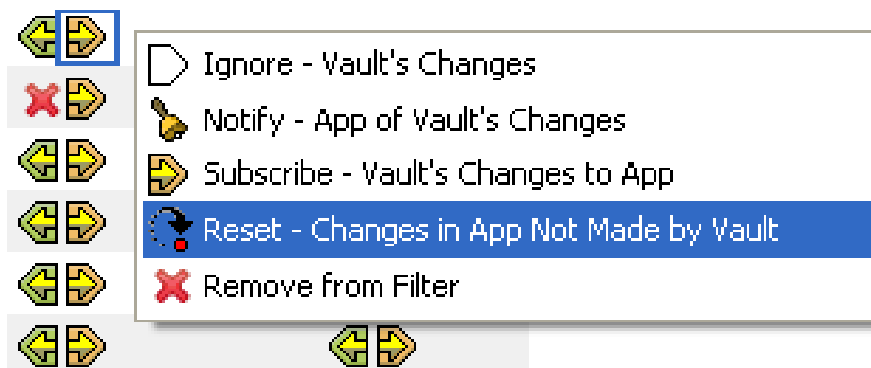 Ignore - Vault's Changes
Notify - App of Vault's Changes
Subscribe - Vault's Changes to App
Reset - Changes in App Not Made by Vault
Remove from Filter